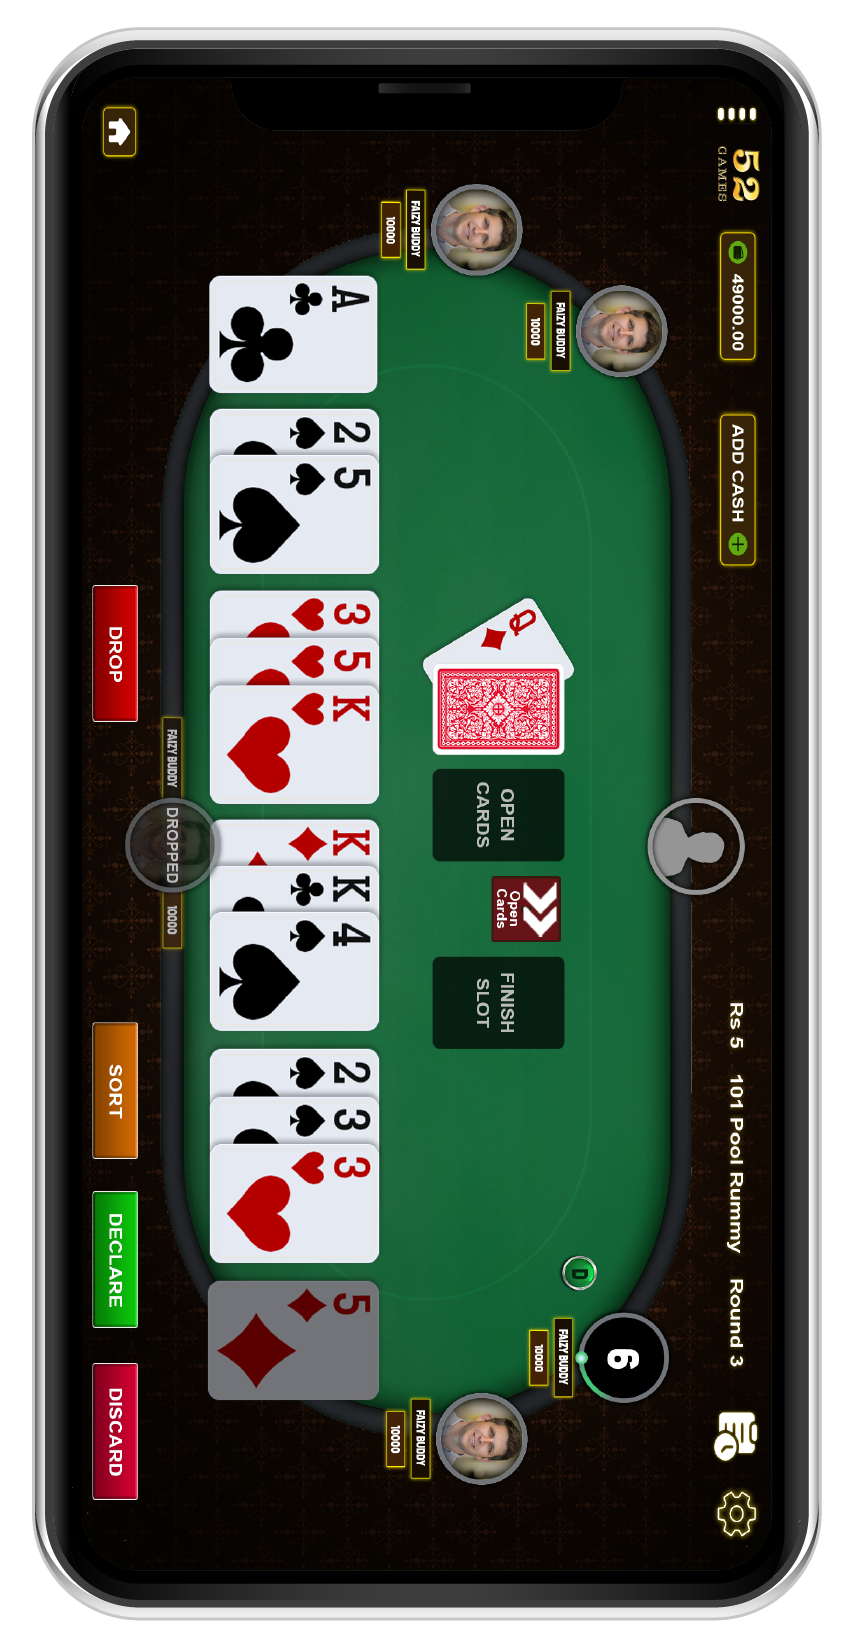 52
GAMES
49000.00
ADD CASH
Rs 5 101 Pool Rummy Round 3
FAIZY BUDDY
10000
FAIZY BUDDY
10000
6
FAIZY BUDDY
10000
FAIZY BUDDY
10000
D
Q
OPEN
CARDS
Open
Cards
FINISH
SLOT
A
2
5
3
5
K
K
K
4
2
3
3
5
FAIZY BUDDY
DROPPED
10000
DROP
SORT
DECLARE
DISCARD